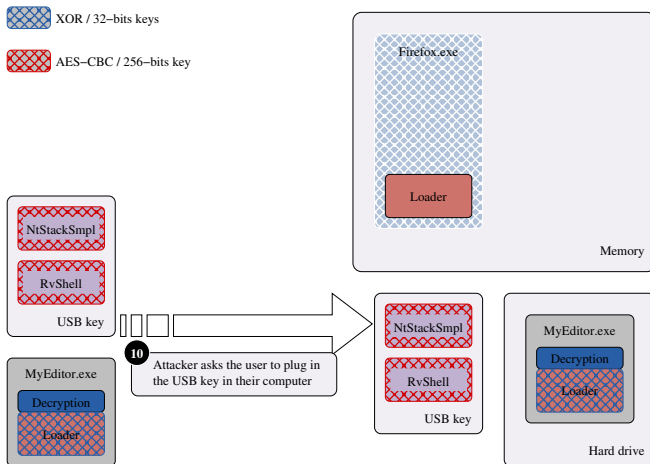 XOR / 32−bits keys
AES−CBC / 256−bits key
Firefox.exe
Loader
Memory
NtStackSmpl
RvShell
USB key
10
Attacker asks the user to plug in
the USB key in their computer
MyEditor.exe
Decryption
Loader
NtStackSmpl
RvShell
USB key
MyEditor.exe
Decryption
Loader
Hard drive